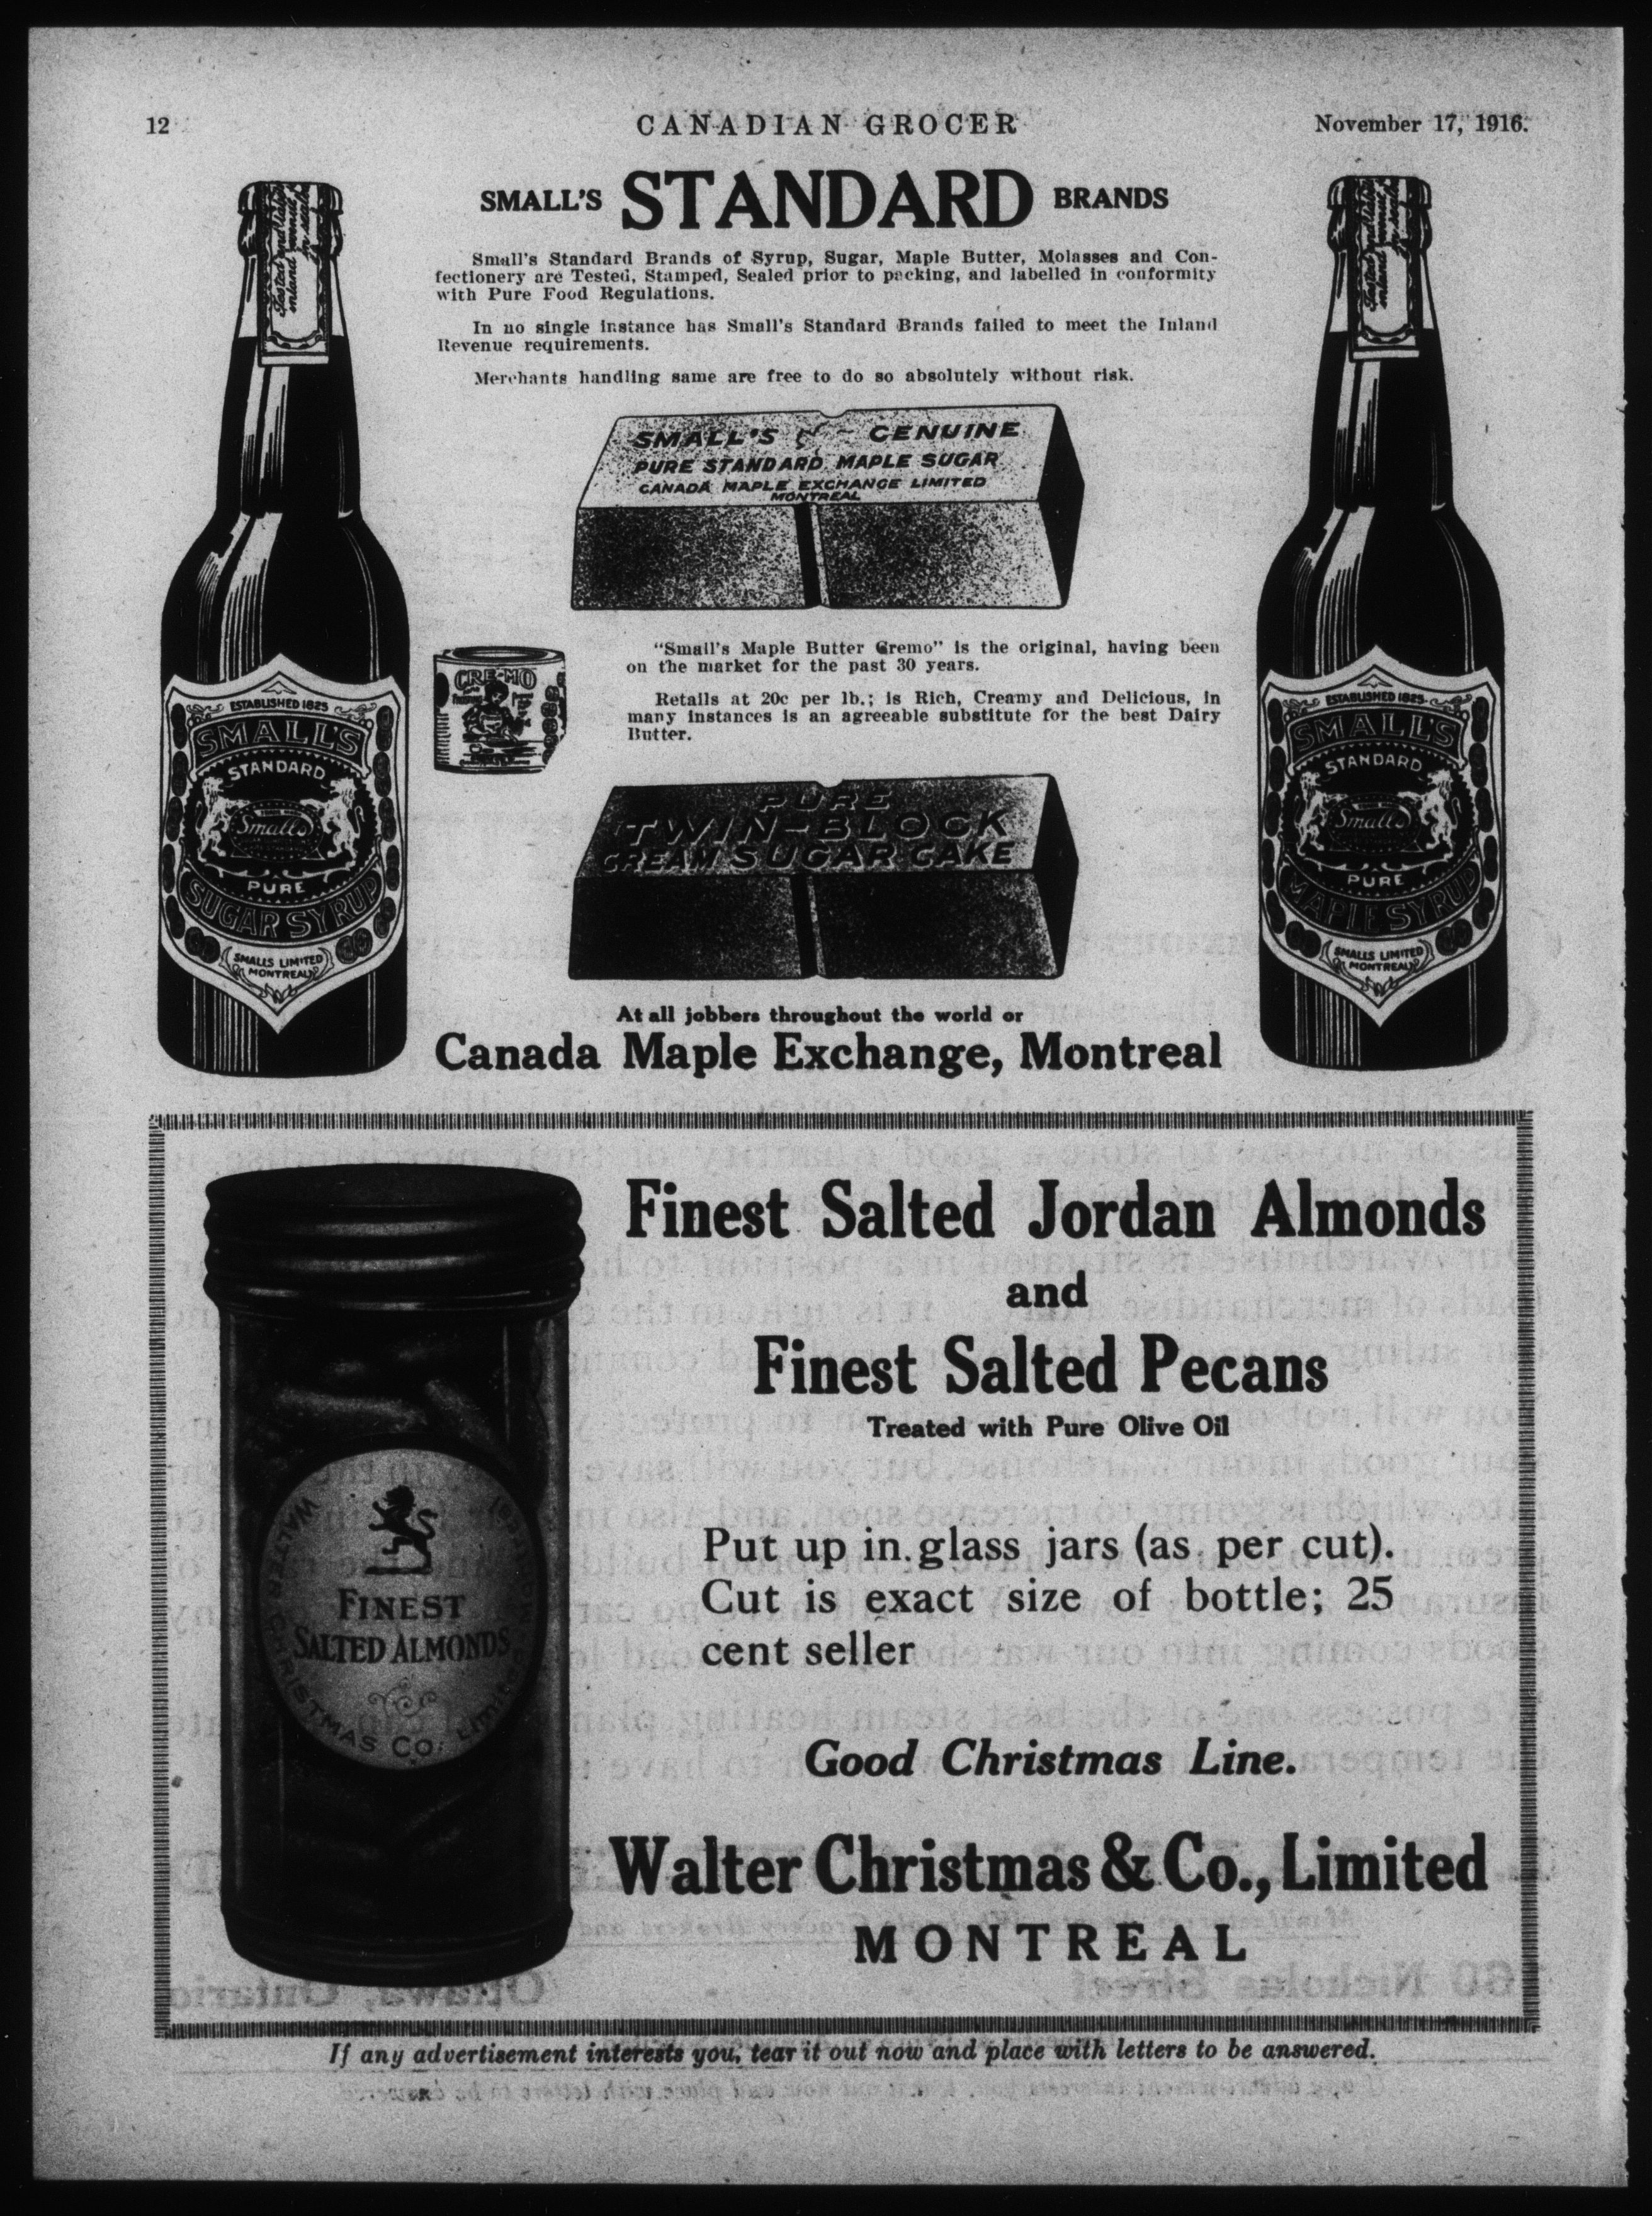 12
CANADIAN GROCER
November 17, 1916.
SMALL'S STANDARD BRANDS
Small's Standard Brands of Syrup, Sugar, Maple Butter, Molasses and Con-
fectionery are Tested, Stamped, Sealed prior to packing, and labelled in conformity
with Pure Food Regulations.
In no single instance has Small's Standard Brands failed to meet the Inland
Revenue requirements.
Merchants handling same are free to do so absolutely without risk.
SMALL'S GENUINE
PURE STANDARD MAPLE SUGAR
CANADA MAPLE EXCHANGE LIMITED
MONTREAL
"Small's Maple Butter Cremo" is the original, having been
on the market for the past 30 years.
Retails at 20c per lb.; is Rich, Creamy and Delicious, in
many instances is an agreeable substitute for the best Dairy
Butter.
CRE-MO
PURE
TWIN-BLOCK
CREAM SUGAR CAKE
ESTABLISHED 1825
SMALL'S
STANDARD
Small's
PURE
SUGAR SYRUP
SMALLS LIMITED
MONTREAL
ESTABLISHED 1825
SMALL'S
STANDARD
Small's
PURE
MAPLE SYRUP
SMALLS LIMITED
MONTREAL
At all jobbers throughout the world or
Canada Maple Exchange, Montreal
Finest Salted Jordan Almonds
and
Finest Salted Pecans
Treated with Pure Olive Oil
Put up in glass jars (as per cut).
Cut is exact size of bottle; 25
cent seller
Good Christmas Line.
Walter Christmas & Co., Limited
MONTREAL
FINEST
SALTED ALMONDS
WALTER CHRISTMAS CO. Limited Montreal
If any advertisement interests you, tear it out now and place with letters to be answered.